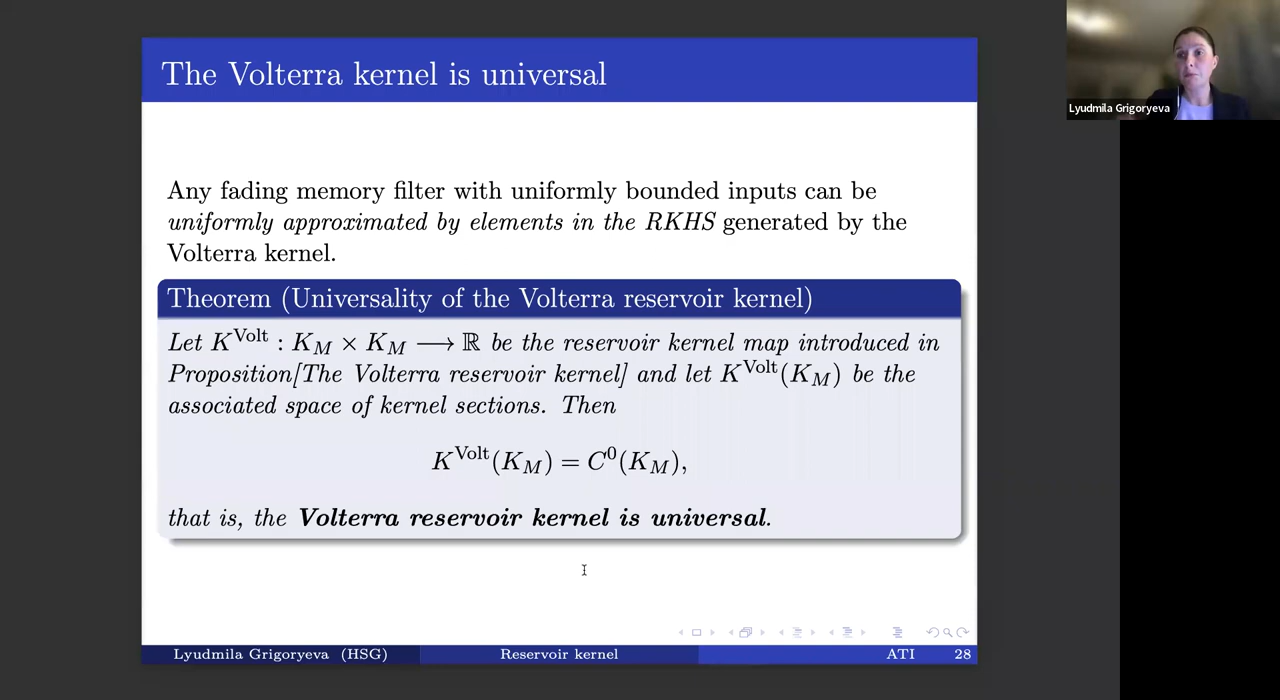 The Volterra kernel is universal
Lyudmila Grigoryeva
Any fading memory filter with uniformly bounded inputs can be
uniformly approximated by elements in the RKHS generated by the
Volterra kernel.
Theorem (Universality of the Volterra reservoir kernel)
Let K^Volt : K_M × K_M ⟶ ℝ be the reservoir kernel map introduced in
Proposition[The Volterra reservoir kernel] and let K^Volt(K_M) be the
associated space of kernel sections. Then
K^Volt(K_M) = C^0(K_M),
that is, the Volterra reservoir kernel is universal.
Lyudmila Grigoryeva (HSG) Reservoir kernel ATI 28